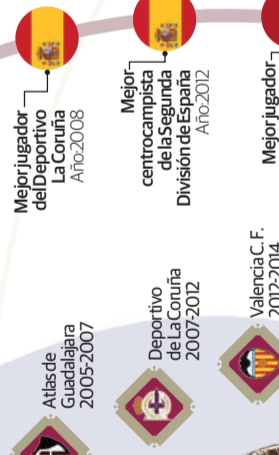 Mejor jugador
del Deportivo
La Coruña
Año: 2008
Mejor
centrocampista
de la Segunda
División de España
Año: 2012
Mejor jugador
Atlas de
Guadalajara
2005-2007
Deportivo
de La Coruña
2007-2012
Valencia C. F.
2012-2014